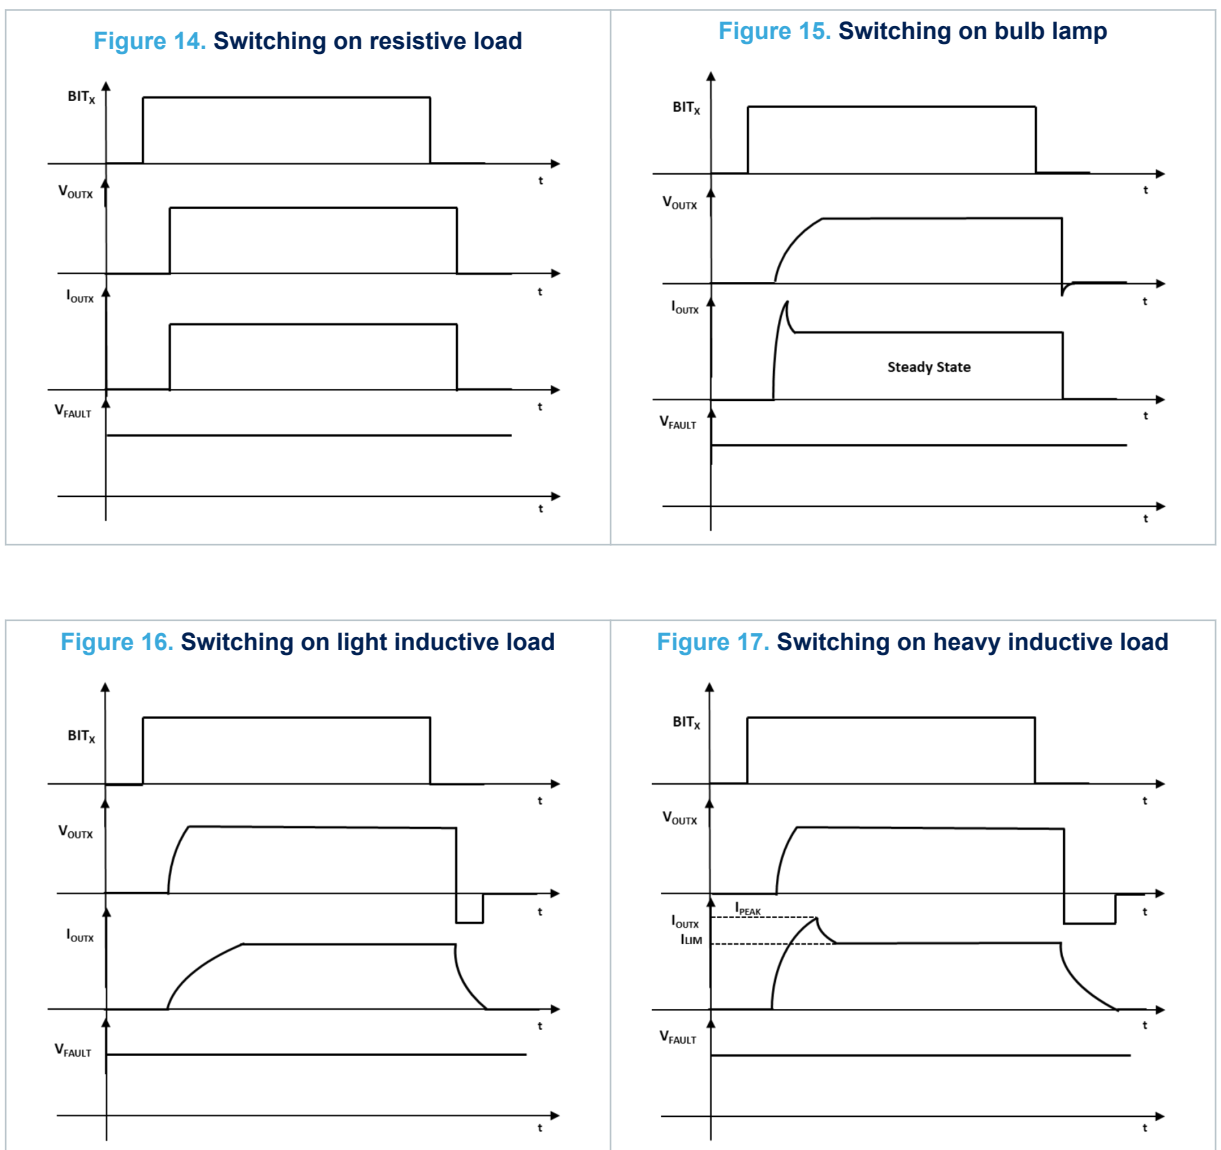 Figure 14. Switching on resistive load
BITX
t
VOUTX
t
IOUTX
t
VFAULT
t
Figure 15. Switching on bulb lamp
BITX
t
VOUTX
t
IOUTX
Steady State
t
VFAULT
t
Figure 16. Switching on light inductive load
BITX
t
VOUTX
t
IOUTX
t
VFAULT
t
Figure 17. Switching on heavy inductive load
BITX
t
VOUTX
t
IPEAK
IOUTX
ILIM
t
VFAULT
t